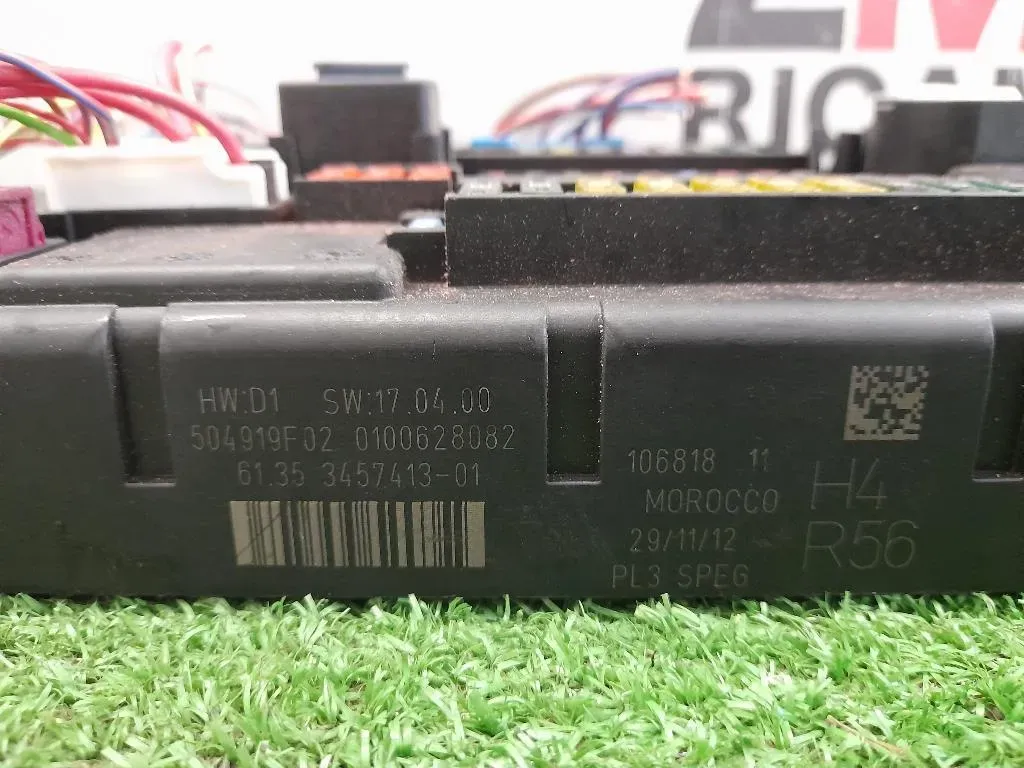 RICAM
HW:D1 SW:17.04.00
504919F02 0100628082
61.35 3457413-01
106818 11
MOROCCO
29/11/12
PL3 SPEG
H4
R56